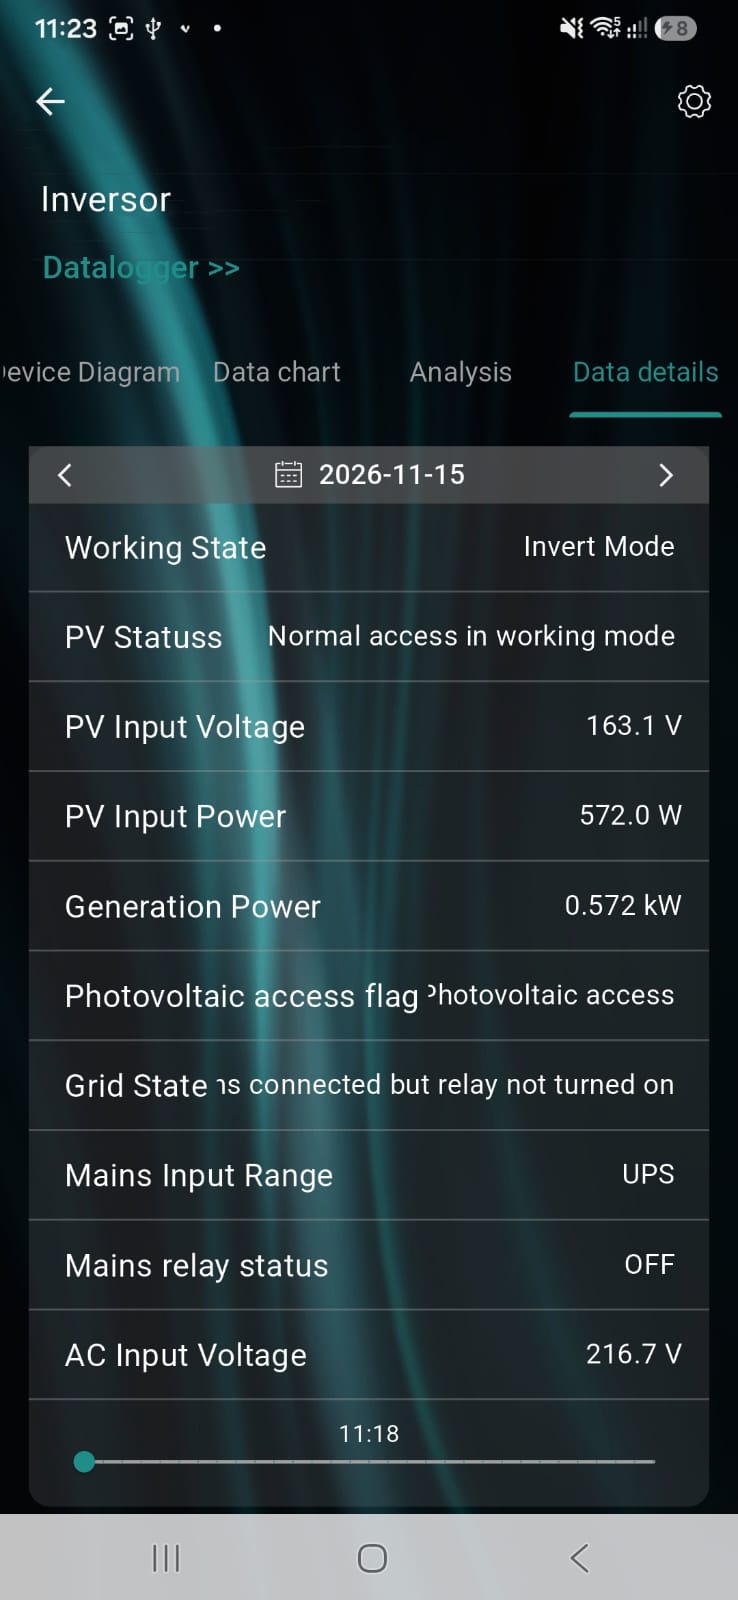 11:23
5
8
Inversor
Datalogger >>
evice Diagram Data chart Analysis Data details
2026-11-15
Working State Invert Mode
PV Statuss Normal access in working mode
PV Input Voltage 163.1 V
PV Input Power 572.0 W
Generation Power 0.572 kW
Photovoltaic access flag Photovoltaic access
Grid State ns connected but relay not turned on
Mains Input Range UPS
Mains relay status OFF
AC Input Voltage 216.7 V
11:18